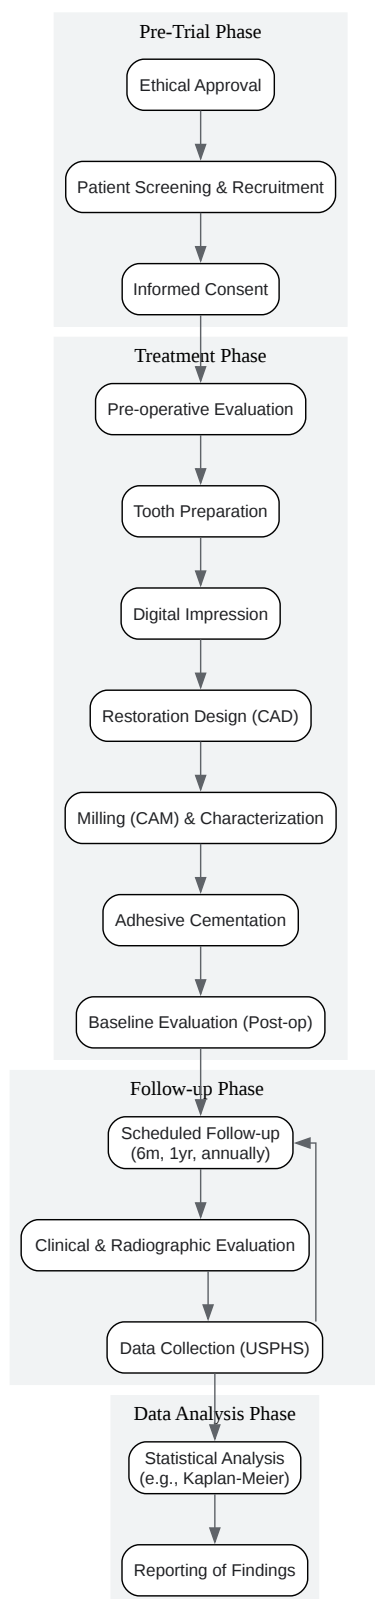 Pre-Trial Phase
Ethical Approval
Patient Screening & Recruitment
Informed Consent
Treatment Phase
Pre-operative Evaluation
Tooth Preparation
Digital Impression
Restoration Design (CAD)
Milling (CAM) & Characterization
Adhesive Cementation
Baseline Evaluation (Post-op)
Follow-up Phase
Scheduled Follow-up
(6m, 1yr, annually)
Clinical & Radiographic Evaluation
Data Collection (USPHS)
Data Analysis Phase
Statistical Analysis
(e.g., Kaplan-Meier)
Reporting of Findings